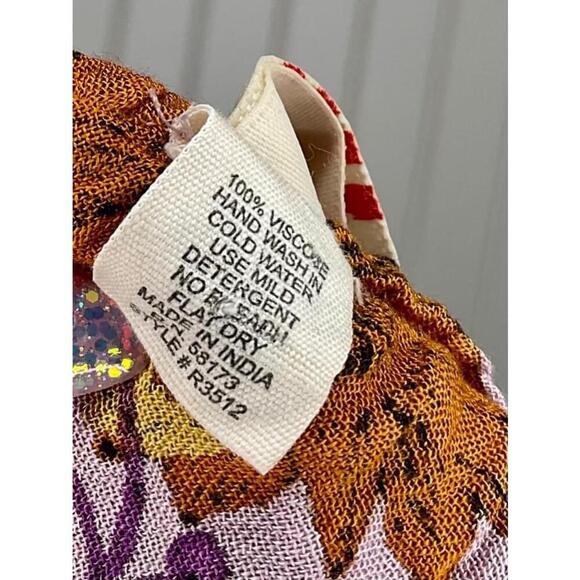 100% VISCOSE
HAND WASH IN
COLD WATER
USE MILD
DETERGENT
NO BLEACH
FLAT DRY
MADE IN INDIA
RN 58173
STYLE # R3512